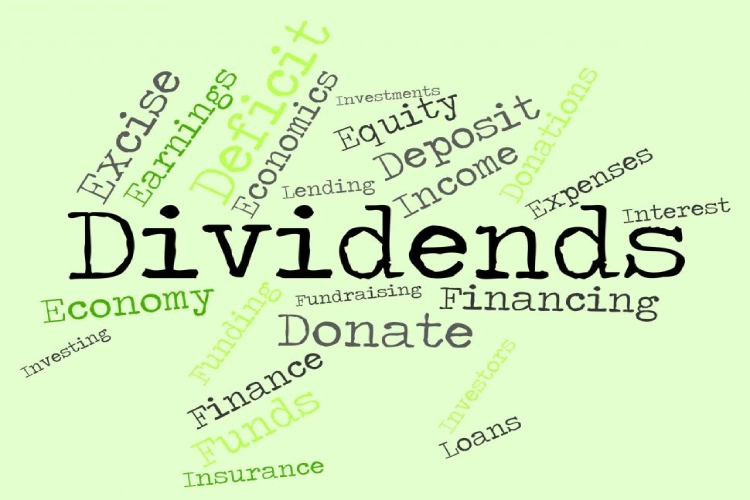 Excise
Earnings
Deficit
Economics
Investments
Equity
Deposit
Income
Lending
Donations
Expenses
Interest
Dividends
Economy
Fundraising
Financing
Funding
Donate
Investing
Finance
Funds
Investors
Loans
Insurance